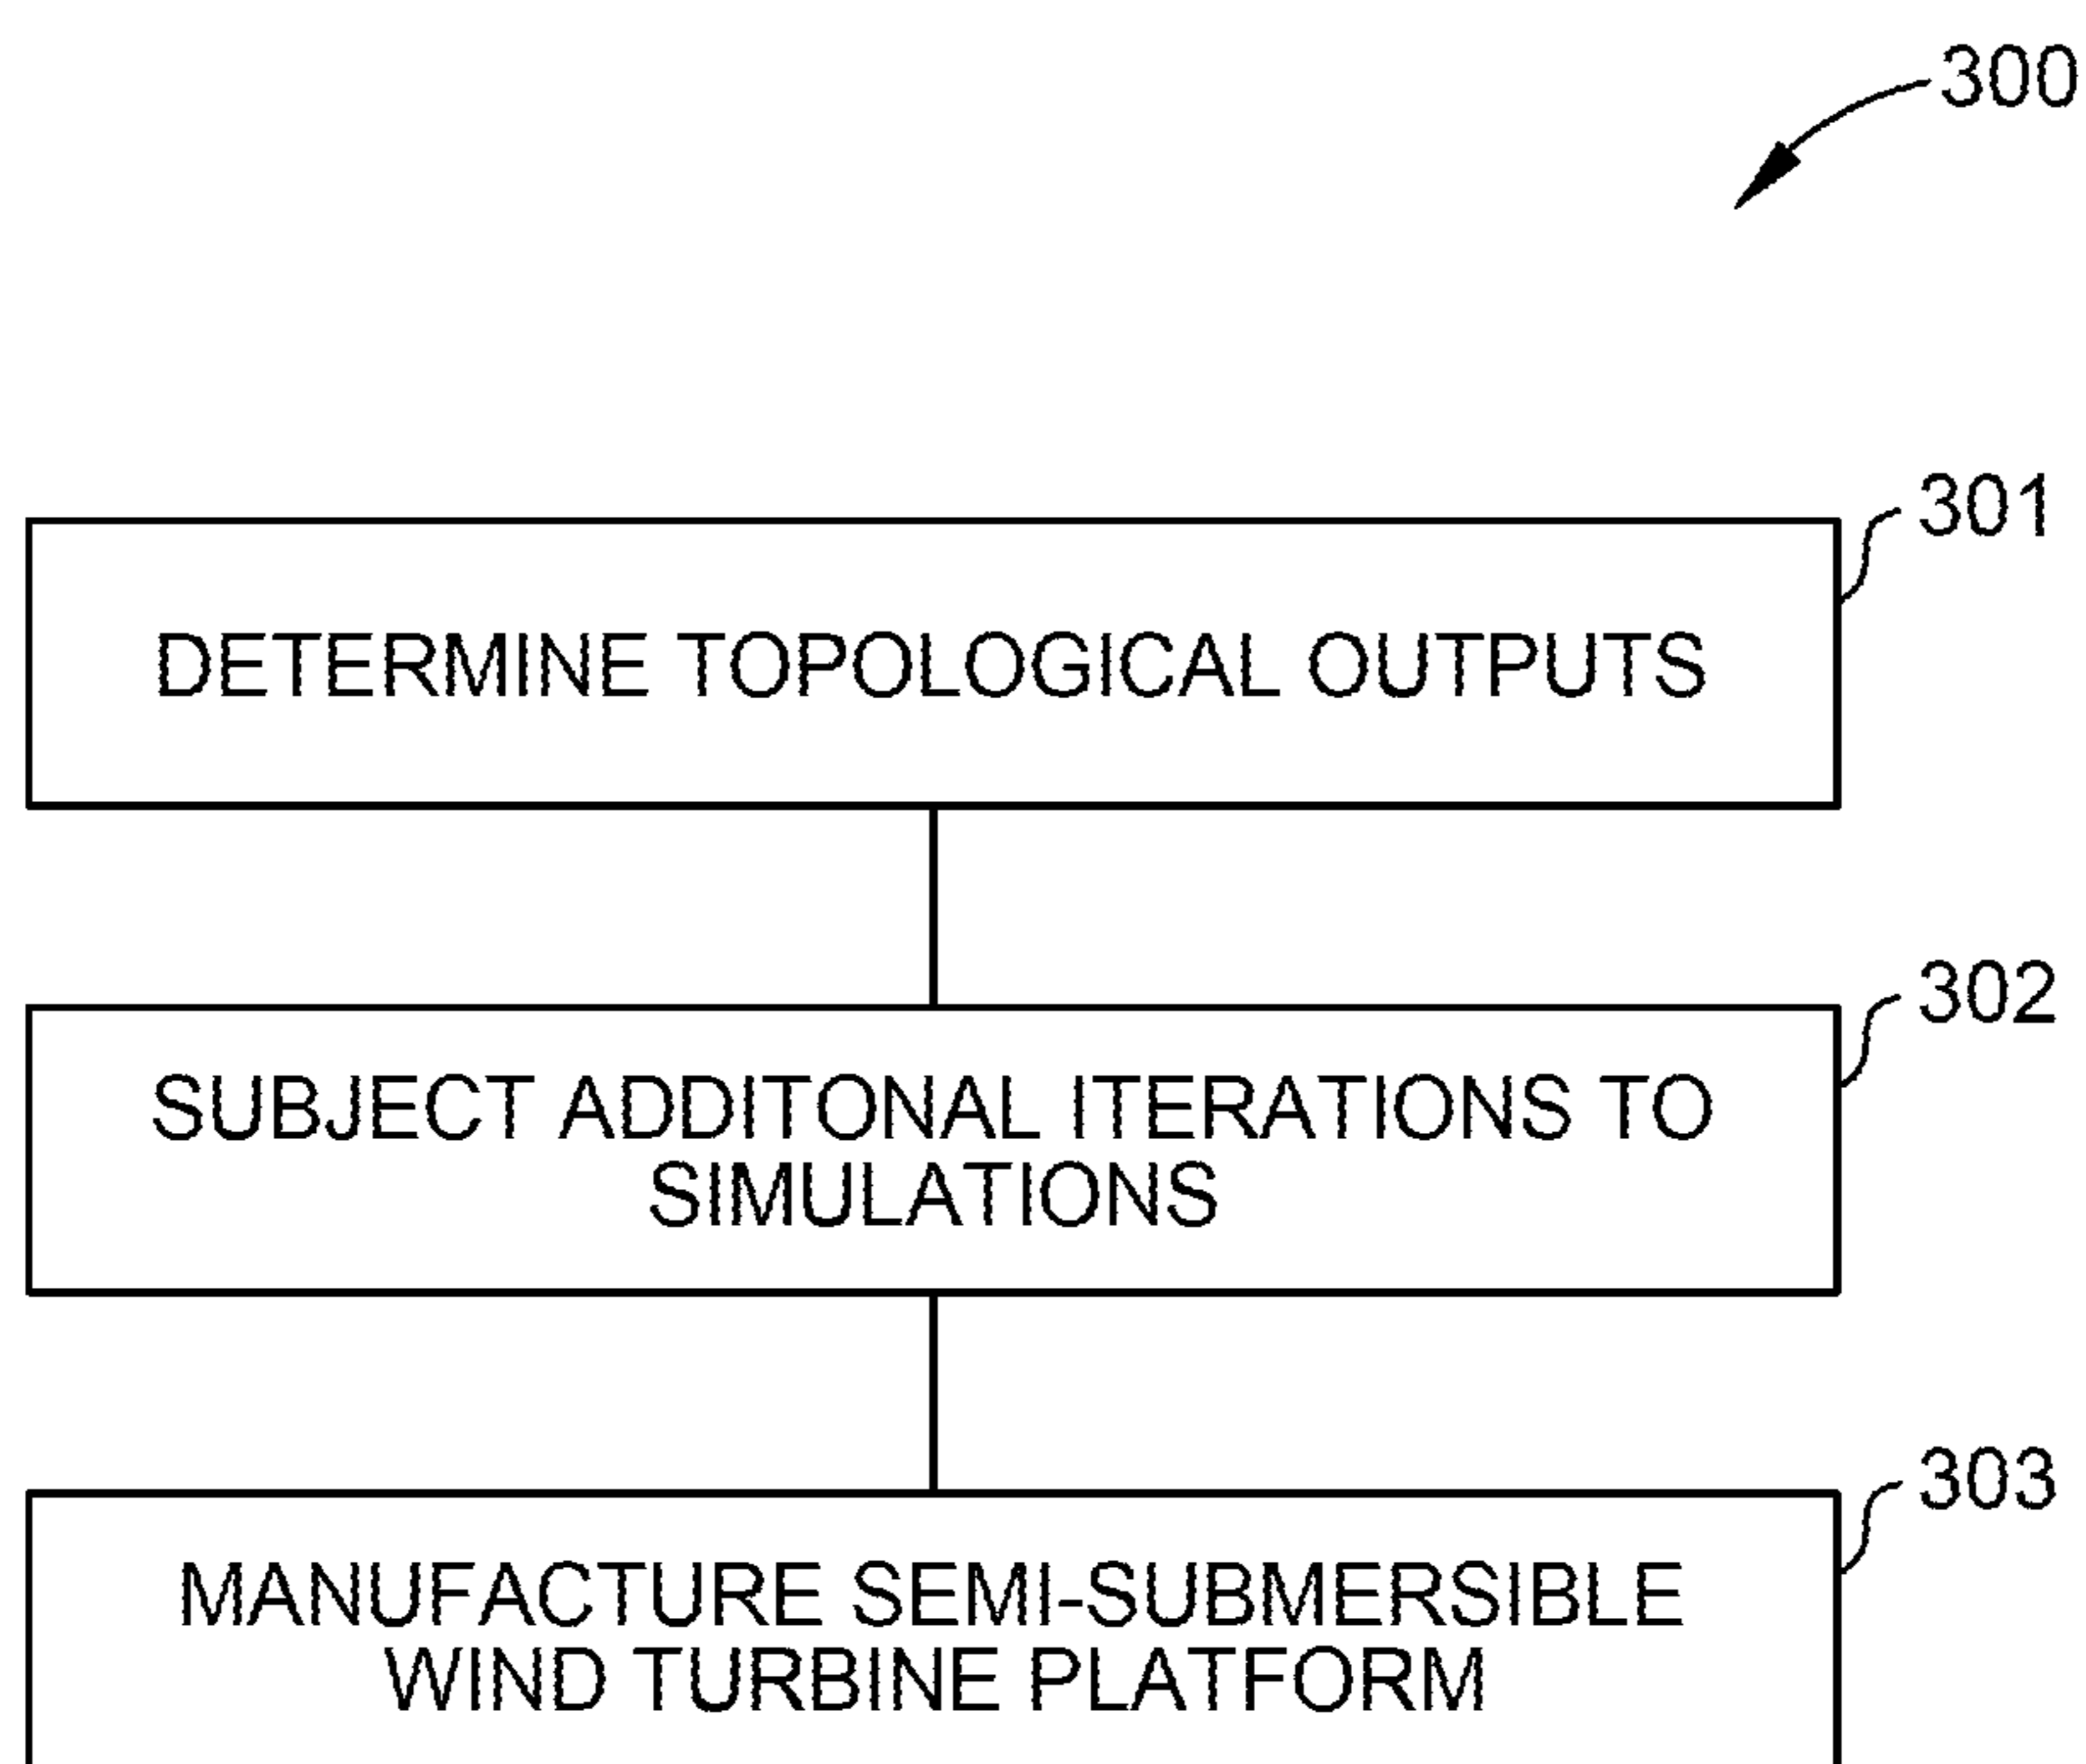 300
301
DETERMINE TOPOLOGICAL OUTPUTS
302
SUBJECT ADDITONAL ITERATIONS TO
SIMULATIONS
303
MANUFACTURE SEMI-SUBMERSIBLE
WIND TURBINE PLATFORM